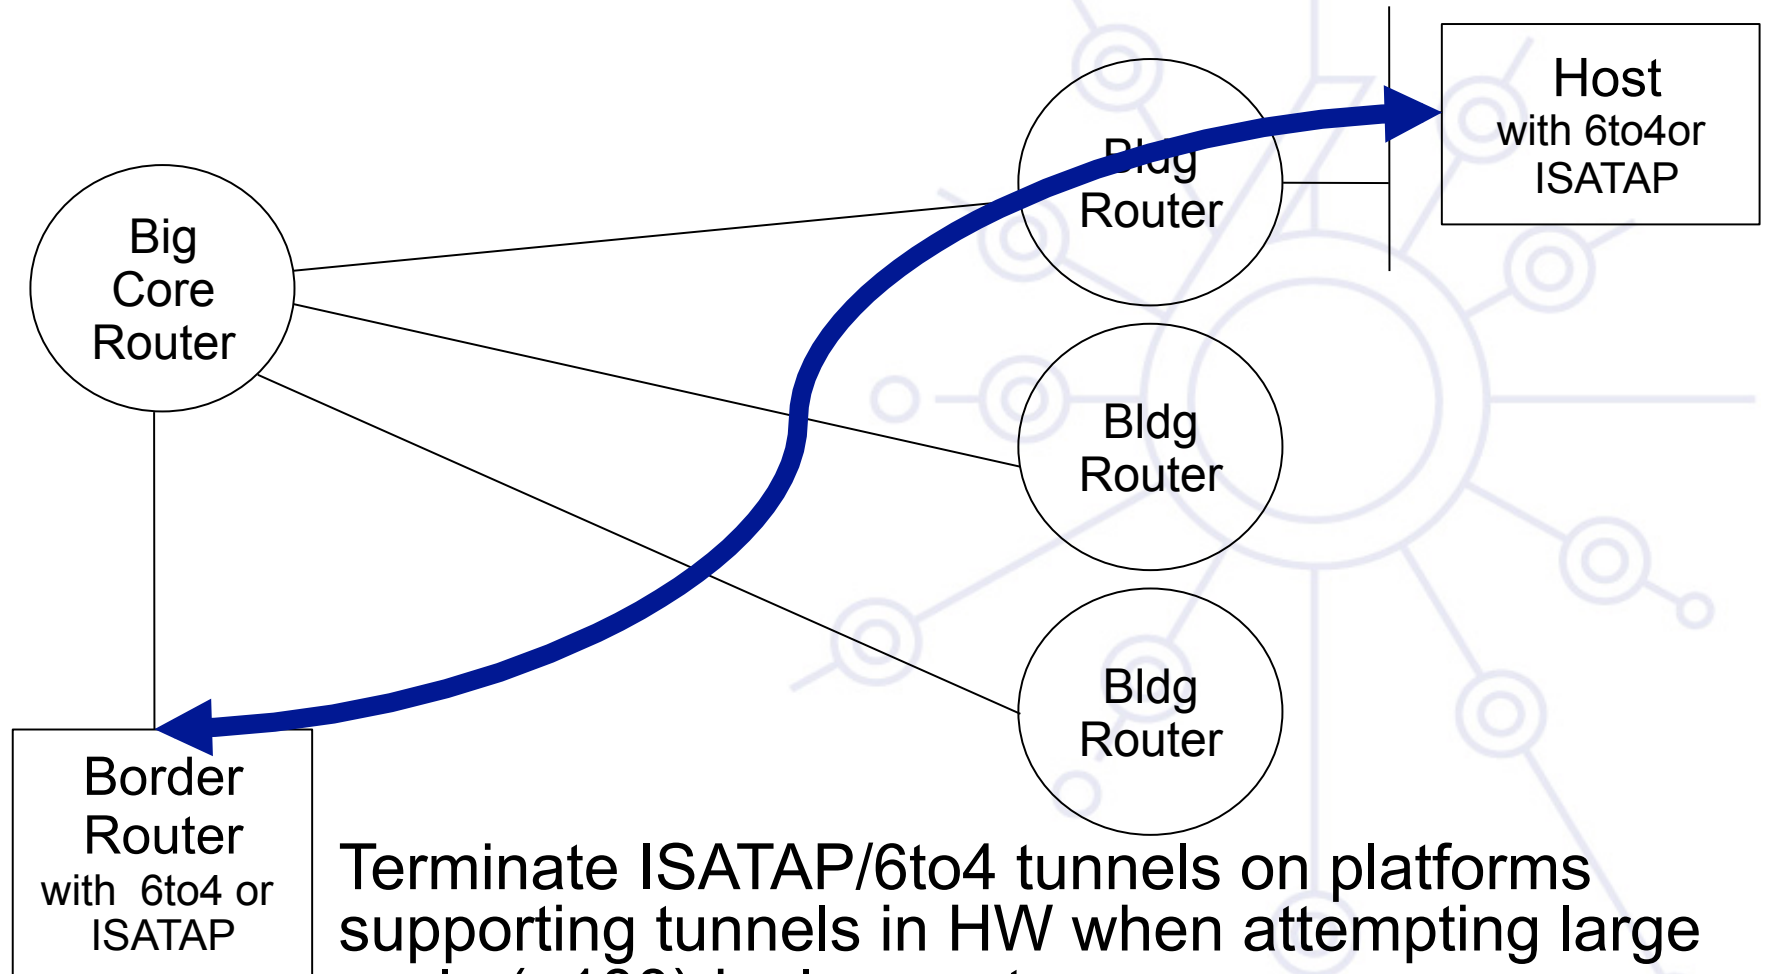 Host
with 6to4or
ISATAP
Bldg
Router
Big
Core
Router
Bldg
Router
Bldg
Router
Border
Router
with 6to4 or
ISATAP
Terminate ISATAP/6to4 tunnels on platforms
supporting tunnels in HW when attempting large